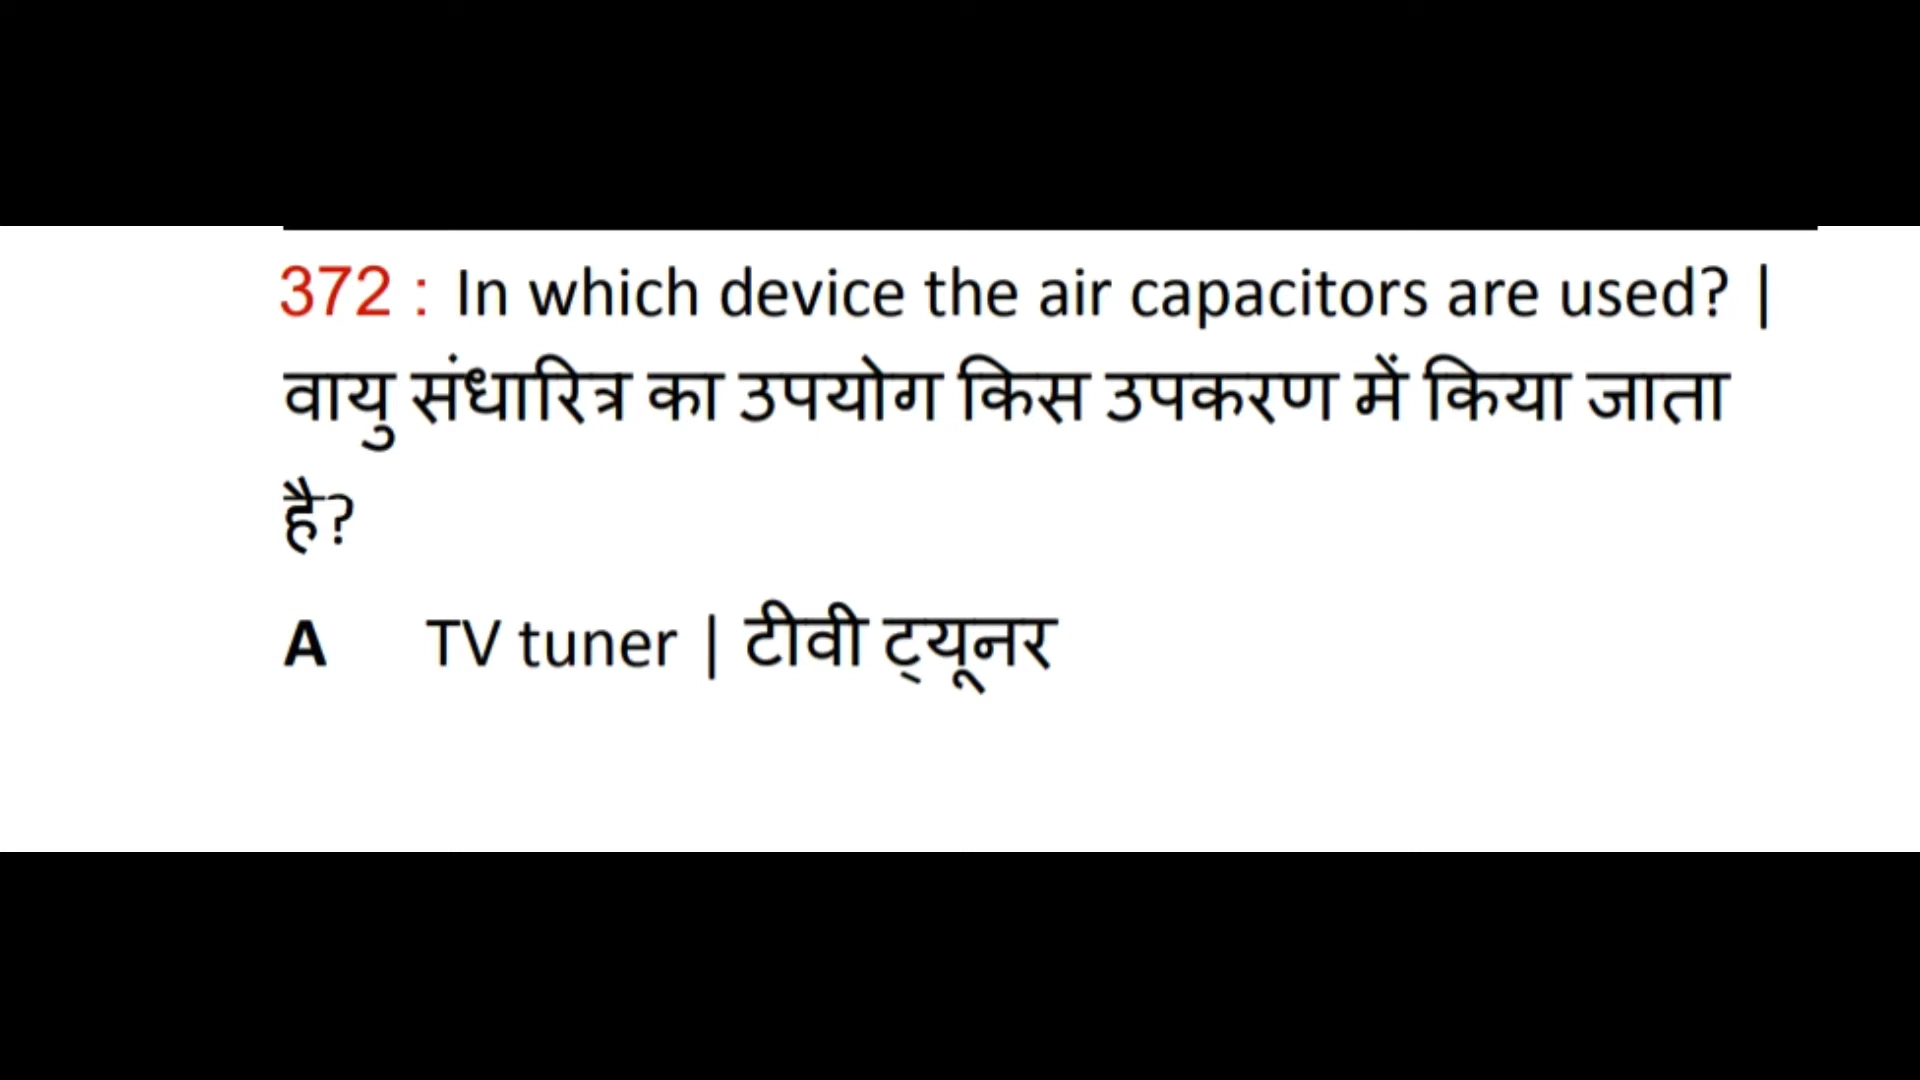 372 : In which device the air capacitors are used? |
वायु संधारित्र का उपयोग किस उपकरण में किया जाता
है?
A TV tuner | टीवी ट्यूनर